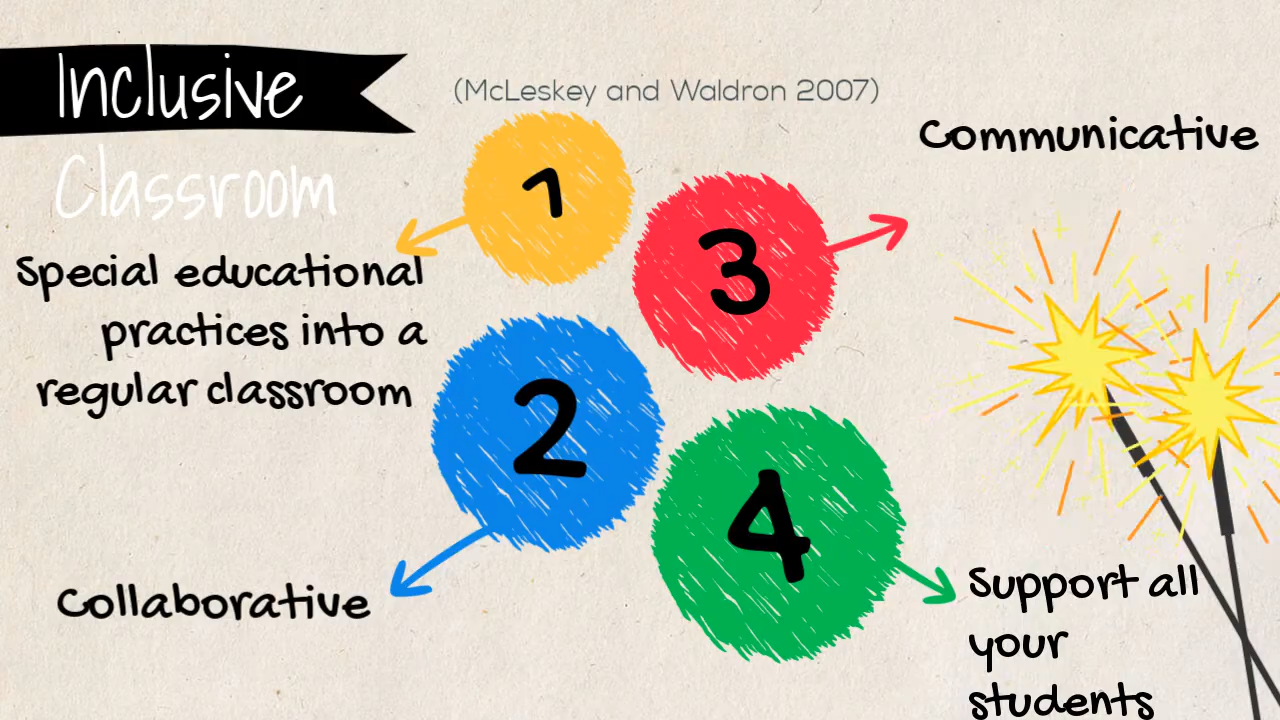 Inclusive
Classroom
(McLeskey and Waldron 2007)
1
Special educational
practices into a
regular classroom
2
Collaborative
3
Communicative
4
Support all
your
students